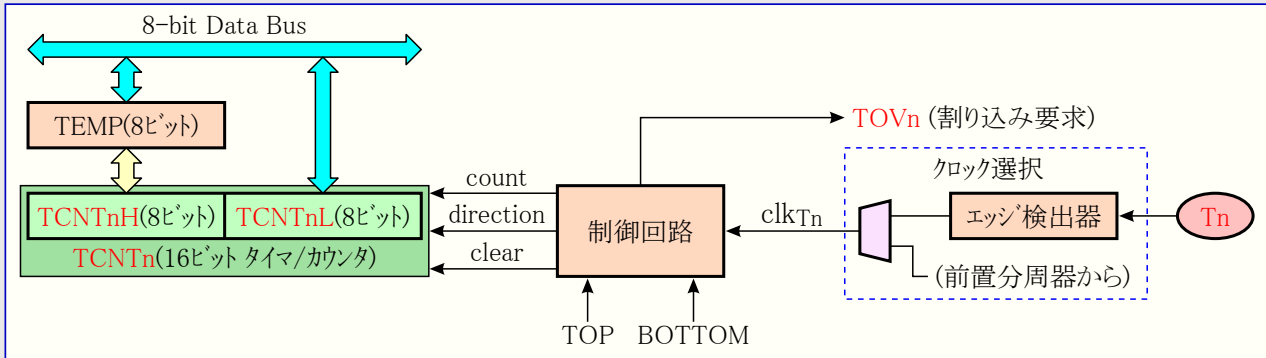 8-bit Data Bus
TEMP(8ﾋﾞｯﾄ)
TCNTnH(8ﾋﾞｯﾄ)
TCNTnL(8ﾋﾞｯﾄ)
TCNTn(16ﾋﾞｯﾄ ﾀｲﾏ/ｶｳﾝﾀ)
count
direction
clear
制御回路
TOP
BOTTOM
TOVn (割り込み要求)
clkTn
ｸﾛｯｸ選択
ｴｯｼﾞ検出器
(前置分周器から)
Tn